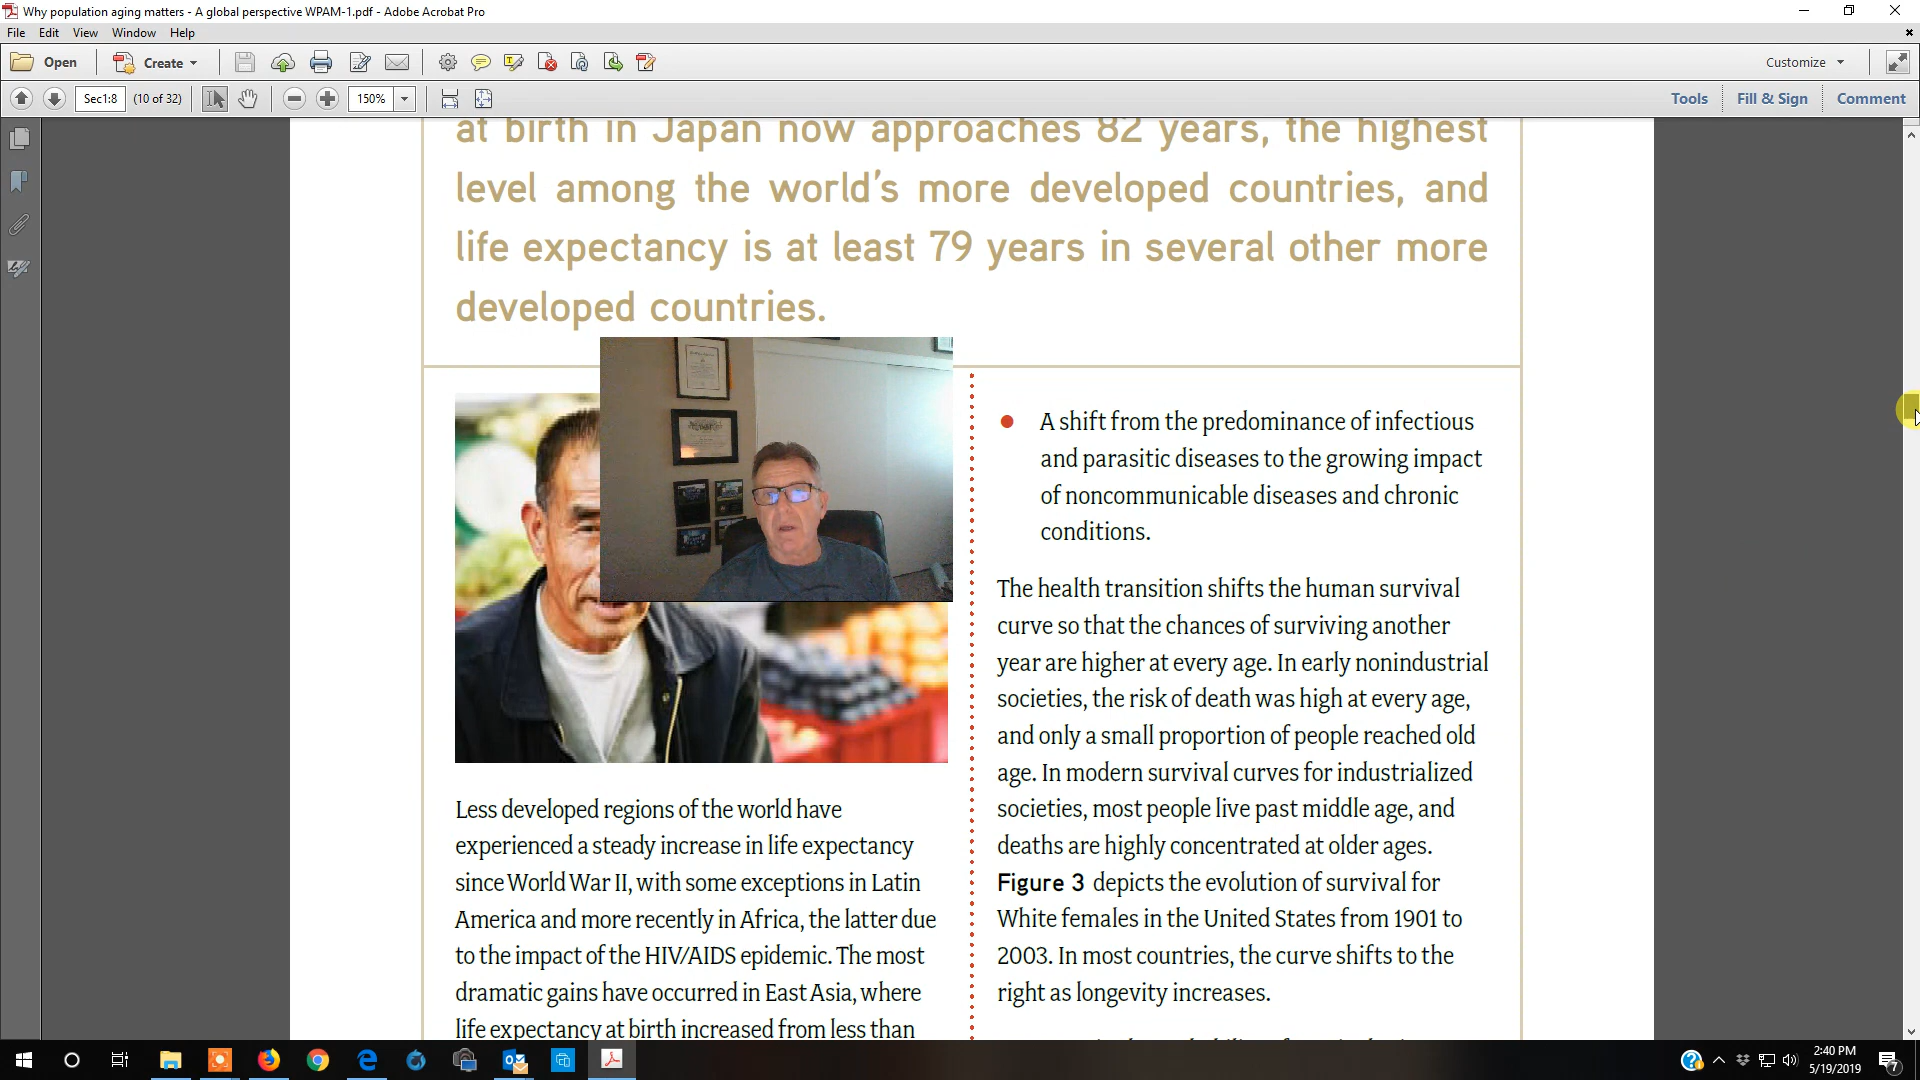 Why population aging matters - A global perspective WPAM-1.pdf - Adobe Acrobat Pro
File Edit View Window Help
Open Create Customize
Sec1:8 (10 of 32) 150% Tools Fill & Sign Comment
at birth in Japan now approaches 82 years, the highest
level among the world's more developed countries, and
life expectancy is at least 79 years in several other more
developed countries.
Less developed regions of the world have
experienced a steady increase in life expectancy
since World War II, with some exceptions in Latin
America and more recently in Africa, the latter due
to the impact of the HIV/AIDS epidemic. The most
dramatic gains have occurred in East Asia, where
life expectancy at birth increased from less than
● A shift from the predominance of infectious
and parasitic diseases to the growing impact
of noncommunicable diseases and chronic
conditions.
The health transition shifts the human survival
curve so that the chances of surviving another
year are higher at every age. In early nonindustrial
societies, the risk of death was high at every age,
and only a small proportion of people reached old
age. In modern survival curves for industrialized
societies, most people live past middle age, and
deaths are highly concentrated at older ages.
Figure 3 depicts the evolution of survival for
White females in the United States from 1901 to
2003. In most countries, the curve shifts to the
right as longevity increases.
2:40 PM
5/19/2019
7